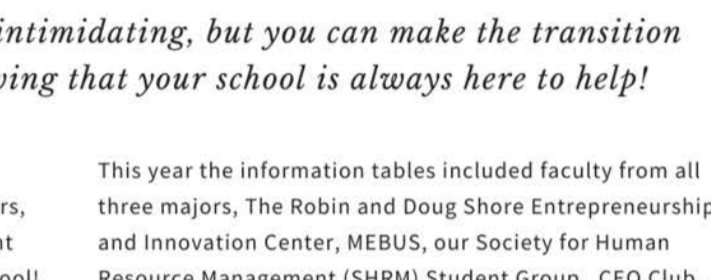 intimidating, but you can make the transition
that your school is always here to help!
This year the information tables included faculty from all
three majors, The Robin and Doug Shore Entrepreneurship
and Innovation Center, MEBUS, our Society for Human
Resource Management (SHRM) Student Group, CEO Club